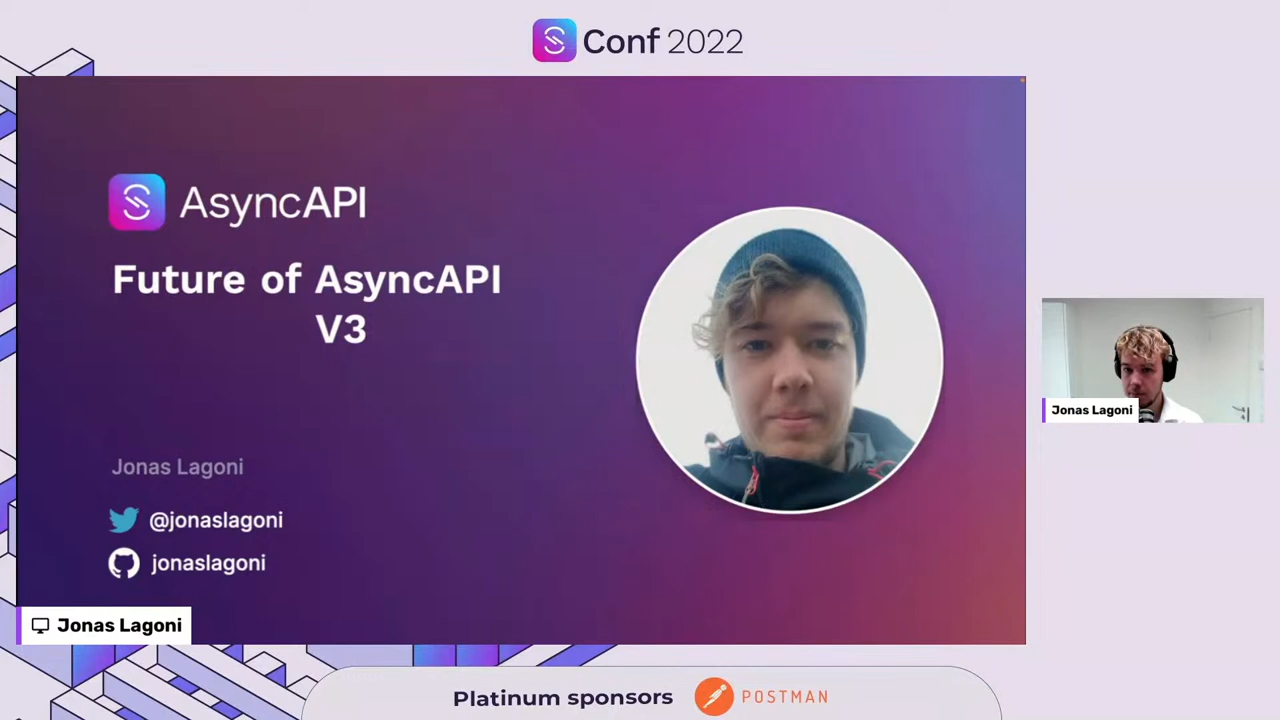 Conf 2022
AsyncAPI
Future of AsyncAPI
V3
Jonas Lagoni
@jonaslagoni
jonaslagoni
Jonas Lagoni
Jonas Lagoni
Platinum sponsors
POSTMAN